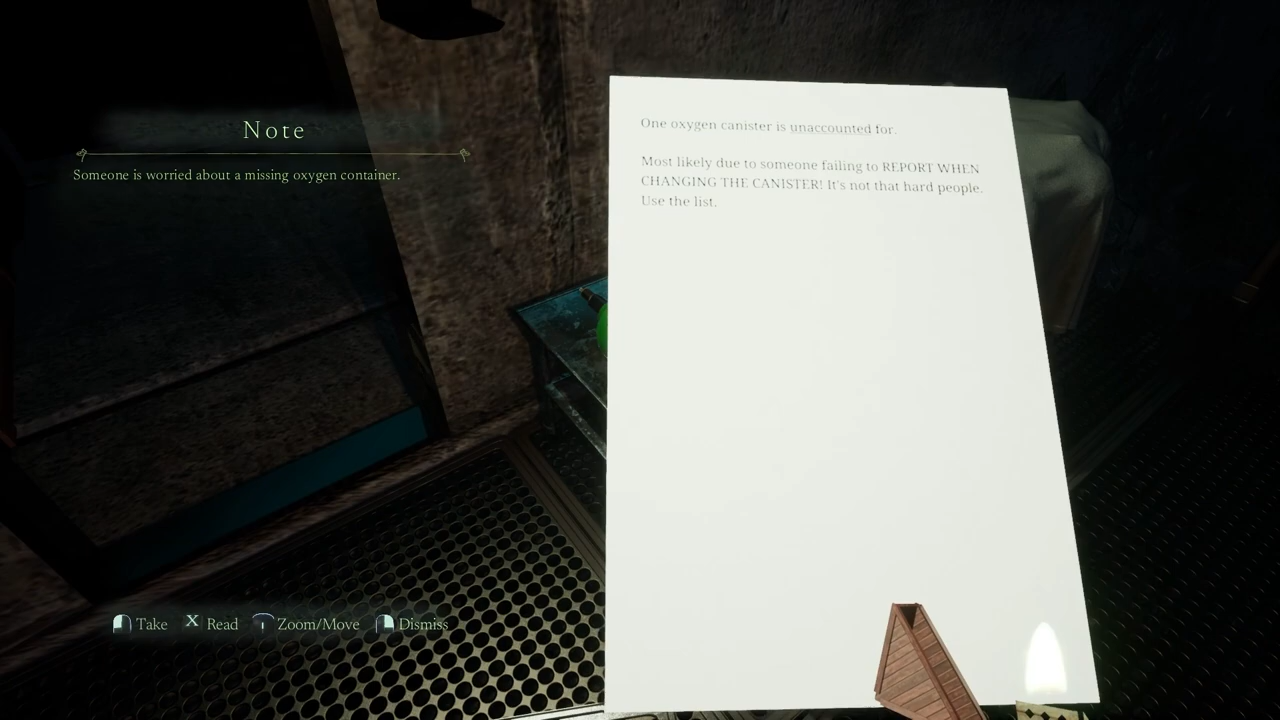 Note
Someone is worried about a missing oxygen container.
One oxygen canister is unaccounted for.
Most likely due to someone failing to REPORT WHEN
CHANGING THE CANISTER! It's not that hard people.
Use the list.
Take X Read Zoom/Move Dismiss